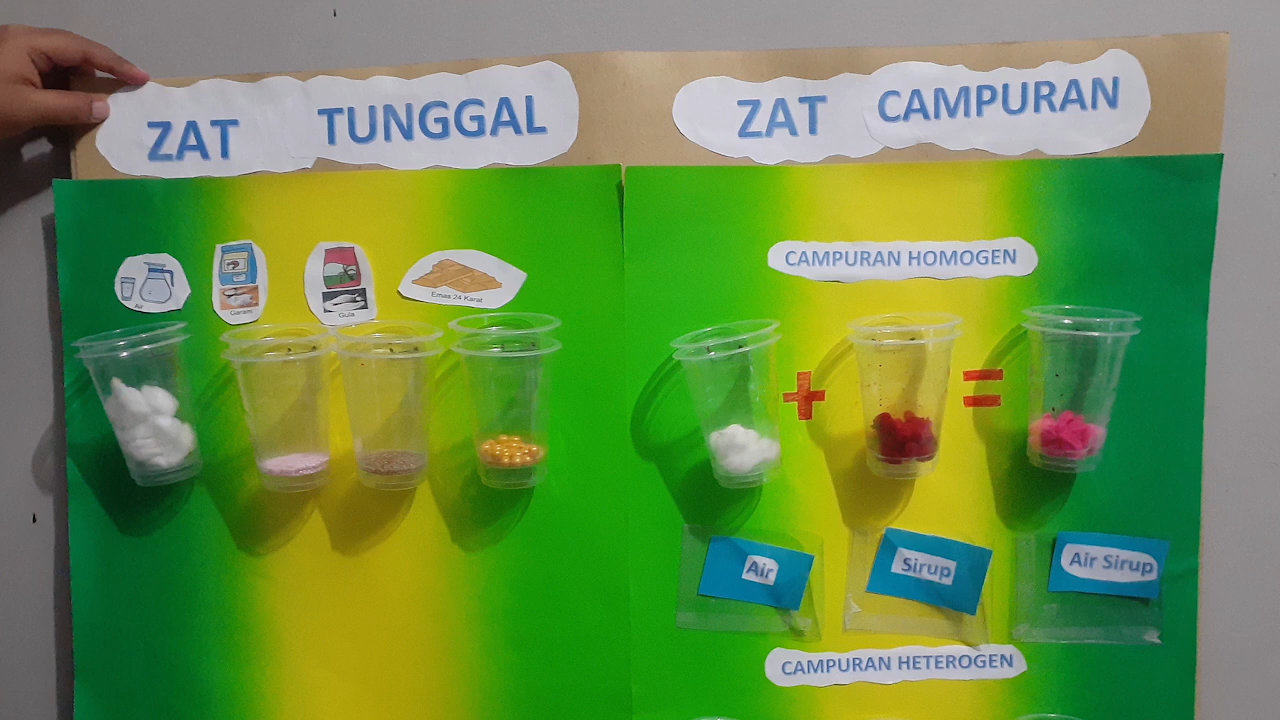 ZAT TUNGGAL
ZAT CAMPURAN
Air
Garam
Gula
Emas 24 Karat
CAMPURAN HOMOGEN
Air
Sirup
Air Sirup
CAMPURAN HETEROGEN